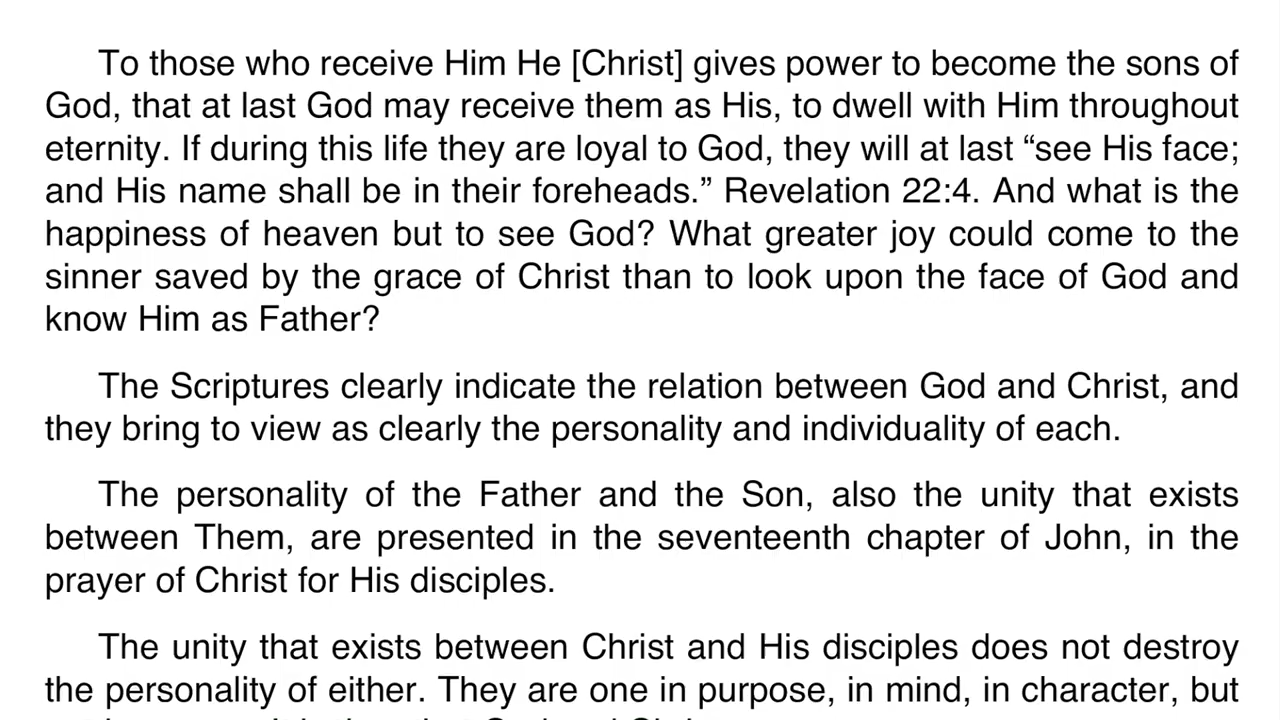 To those who receive Him He [Christ] gives power to become the sons of
God, that at last God may receive them as His, to dwell with Him throughout
eternity. If during this life they are loyal to God, they will at last “see His face;
and His name shall be in their foreheads.” Revelation 22:4. And what is the
happiness of heaven but to see God? What greater joy could come to the
sinner saved by the grace of Christ than to look upon the face of God and
know Him as Father?
The Scriptures clearly indicate the relation between God and Christ, and
they bring to view as clearly the personality and individuality of each.
The personality of the Father and the Son, also the unity that exists
between Them, are presented in the seventeenth chapter of John, in the
prayer of Christ for His disciples.
The unity that exists between Christ and His disciples does not destroy
the personality of either. They are one in purpose, in mind, in character, but